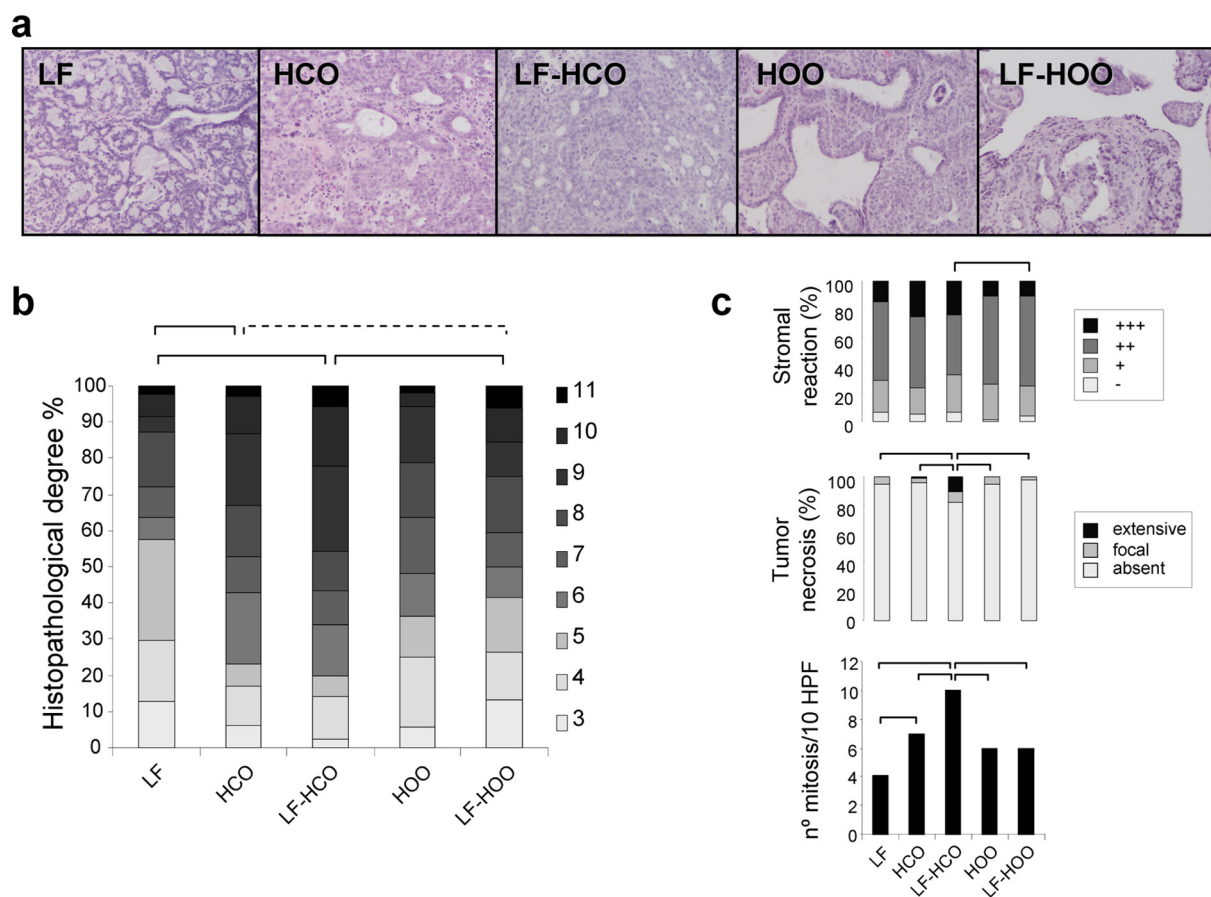 a
LF
HCO
LF-HCO
HOO
LF-HOO
b
Histopathological degree %
100
90
80
70
60
50
40
30
20
10
0
LF
HCO
LF-HCO
HOO
LF-HOO
11
10
9
8
7
6
5
4
3
c
Stromal
reaction (%)
100
80
60
40
20
0
+++
++
+
-
Tumor
necrosis (%)
100
80
60
40
20
0
extensive
focal
absent
nº mitosis/10 HPF
12
10
8
6
4
2
0
LF
HCO
LF-HCO
HOO
LF-HOO